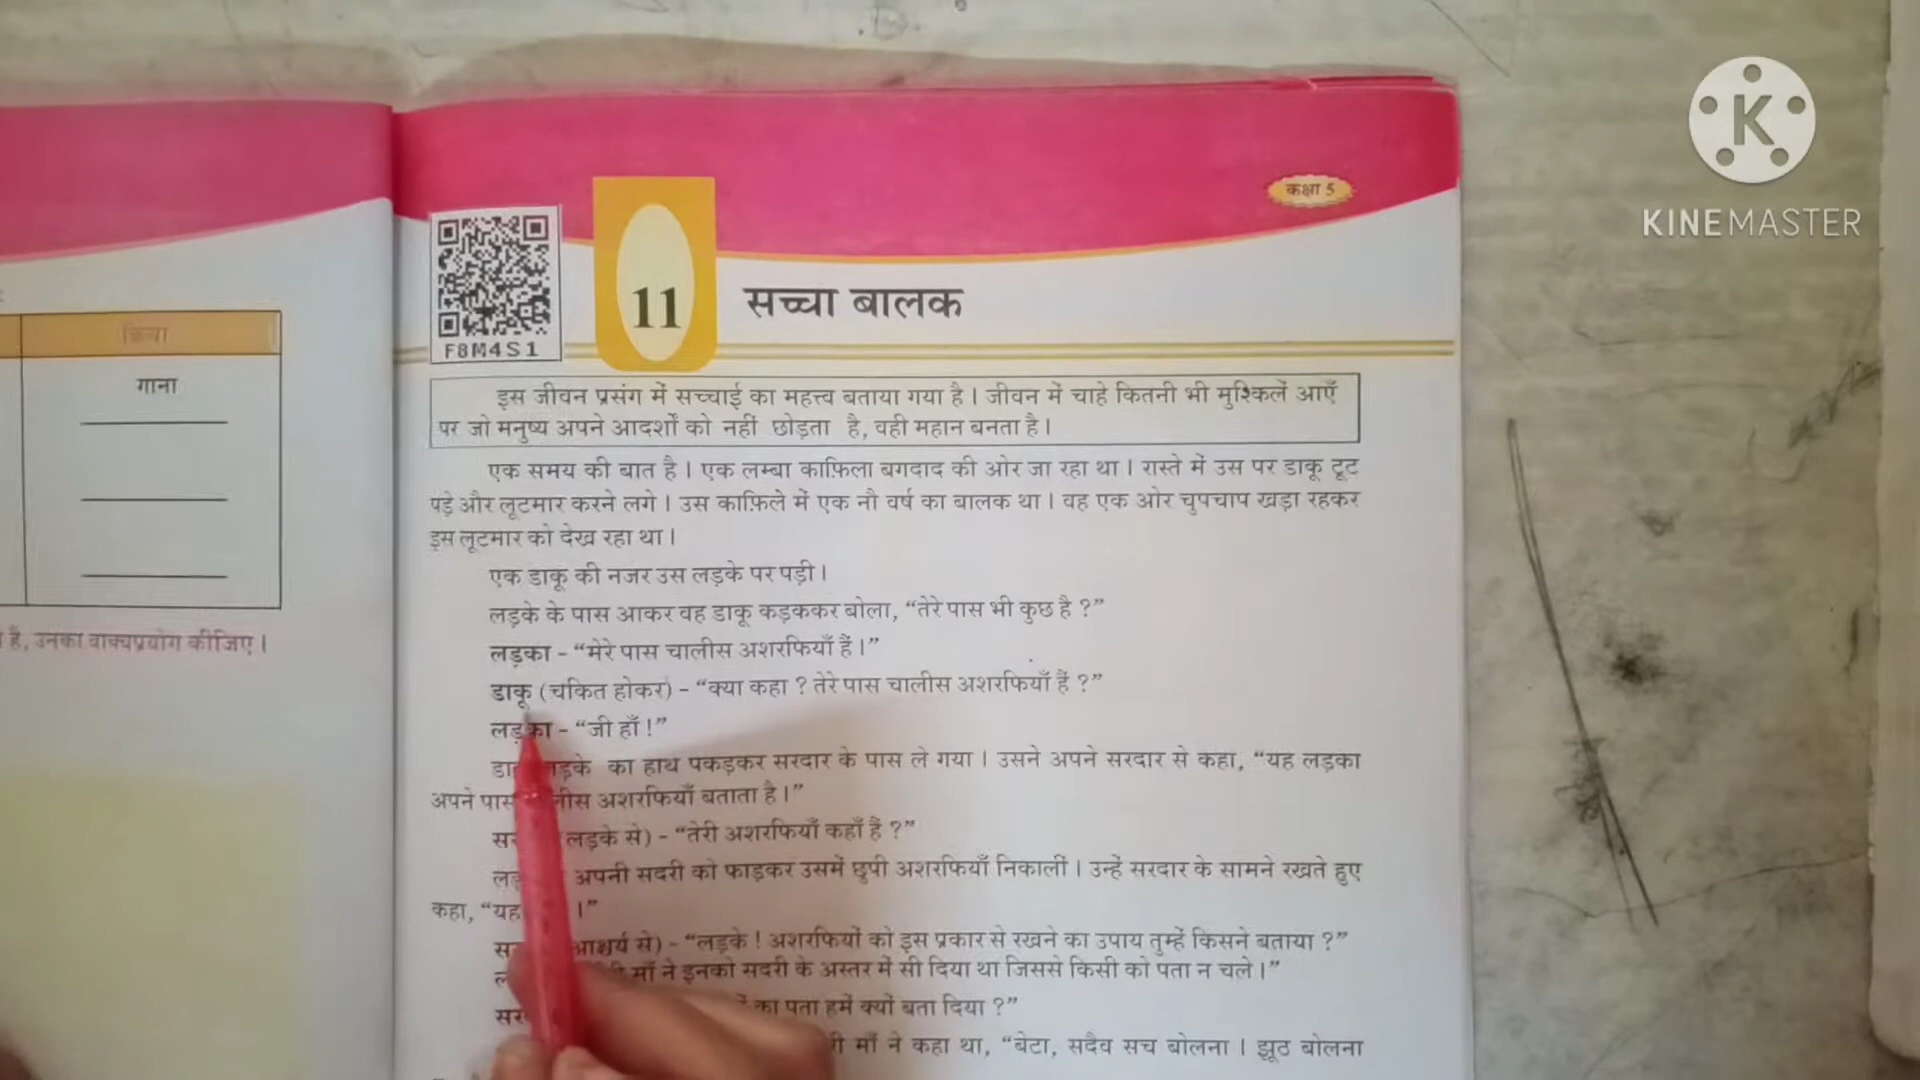 KINEMASTER
कक्षा 5
F8M4S1
11
सच्चा बालक
क्रिया
गाना
है, उनका वाक्यप्रयोग कीजिए।
इस जीवन प्रसंग में सच्चाई का महत्त्व बताया गया है। जीवन में चाहे कितनी भी मुश्किलें आएँ
पर जो मनुष्य अपने आदर्शों को नहीं छोड़ता है, वही महान बनता है।
एक समय की बात है। एक लम्बा काफ़िला बगदाद की ओर जा रहा था। रास्ते में उस पर डाकू टूट
पड़े और लूटमार करने लगे। उस काफ़िले में एक नौ वर्ष का बालक था। वह एक ओर चुपचाप खड़ा रहकर
इस लूटमार को देख रहा था।
एक डाकू की नजर उस लड़के पर पड़ी।
लड़के के पास आकर वह डाकू कड़ककर बोला, “तेरे पास भी कुछ है ?”
लड़का - “मेरे पास चालीस अशरफियाँ हैं।”
डाकू (चकित होकर) - “क्या कहा ? तेरे पास चालीस अशरफियाँ हैं ?”
लड़का - “जी हाँ !”
का हाथ पकड़कर सरदार के पास ले गया। उसने अपने सरदार से कहा, “यह लड़का
अपने पास अशरफियाँ बताता है।”
लड़के से) - “तेरी अशरफियाँ कहाँ हैं ?”
अपनी सदरी को फाड़कर उसमें छुपी अशरफियाँ निकालीं। उन्हें सरदार के सामने रखते हुए
कहा, “यह ।”
आश्चर्य से) - “लड़के ! अशरफियों को इस प्रकार से रखने का उपाय तुम्हें किसने बताया ?”
माँ ने इनको सदरी के अस्तर में सी दिया था जिससे किसी को पता न चले।”
का पता हमें क्यों बता दिया ?”
माँ ने कहा था, “बेटा, सदैव सच बोलना। झूठ बोलना